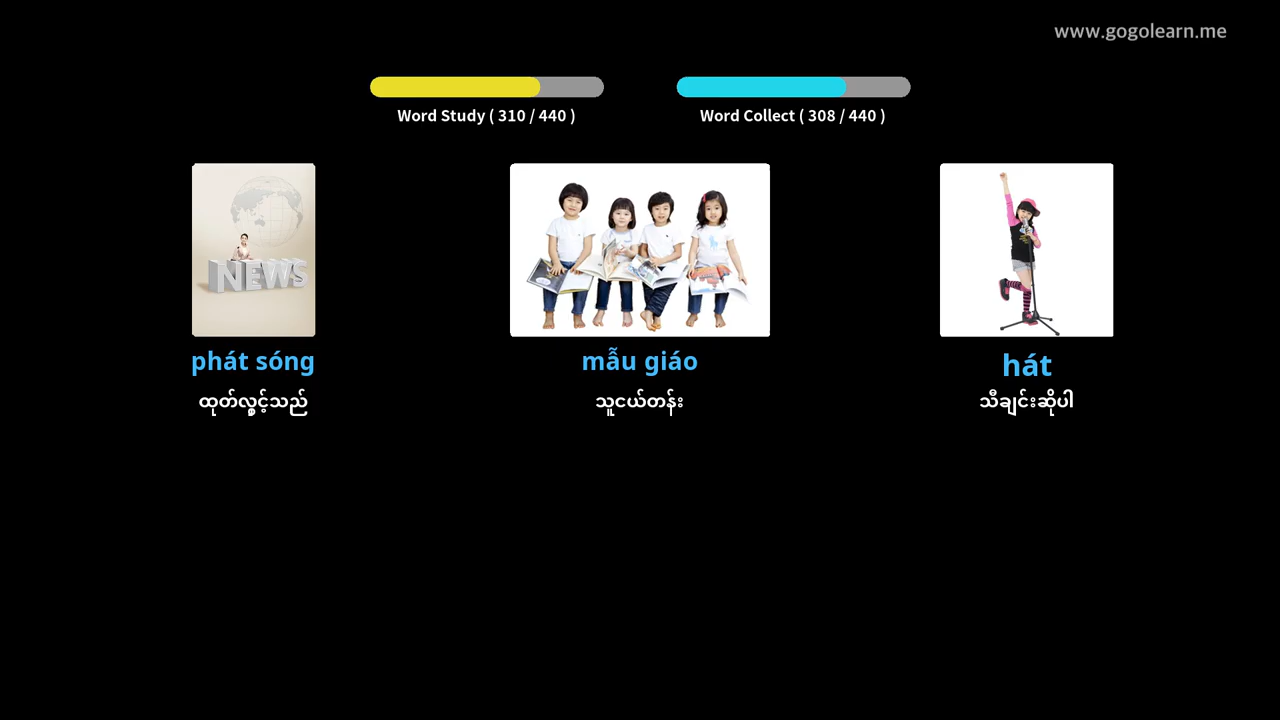 www.gogolearn.me
Word Study ( 310 / 440 )
Word Collect ( 308 / 440 )
NEWS
phát sóng
mẫu giáo
hát
ထုတ်လွှင့်သည်
သူငယ်တန်း
သီချင်းဆိုပါ